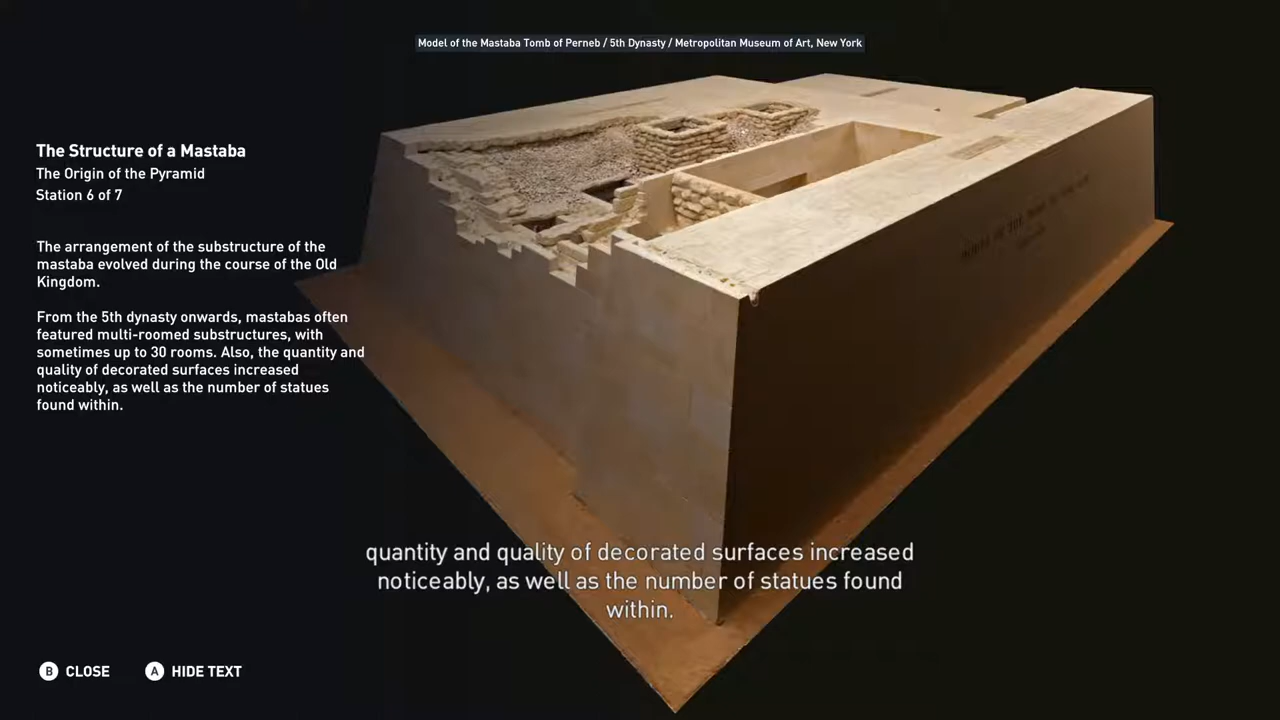 Model of the Mastaba Tomb of Perneb / 5th Dynasty / Metropolitan Museum of Art, New York
The Structure of a Mastaba
The Origin of the Pyramid
Station 6 of 7
The arrangement of the substructure of the
mastaba evolved during the course of the Old
Kingdom.
From the 5th dynasty onwards, mastabas often
featured multi-roomed substructures, with
sometimes up to 30 rooms. Also, the quantity and
quality of decorated surfaces increased
noticeably, as well as the number of statues
found within.
quantity and quality of decorated surfaces increased
noticeably, as well as the number of statues found
within.
B CLOSE A HIDE TEXT